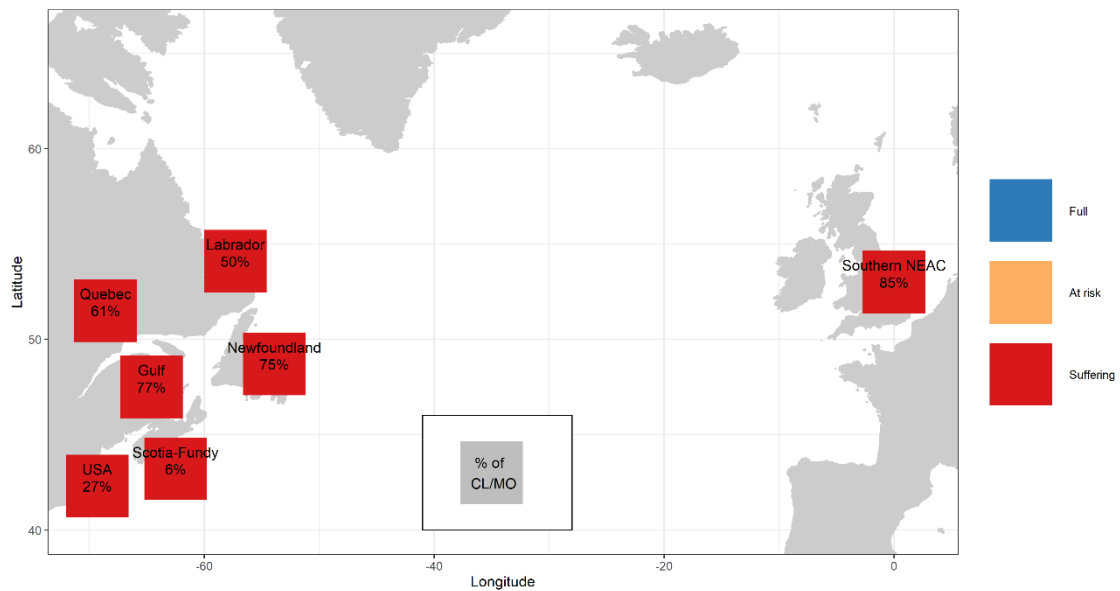 60
50
40
Latitude
-60
-40
-20
0
Longitude
Labrador
50%
Quebec
61%
Newfoundland
75%
Gulf
77%
Scotia-Fundy
6%
USA
27%
Southern NEAC
85%
% of
CL/MO
Full
At risk
Suffering